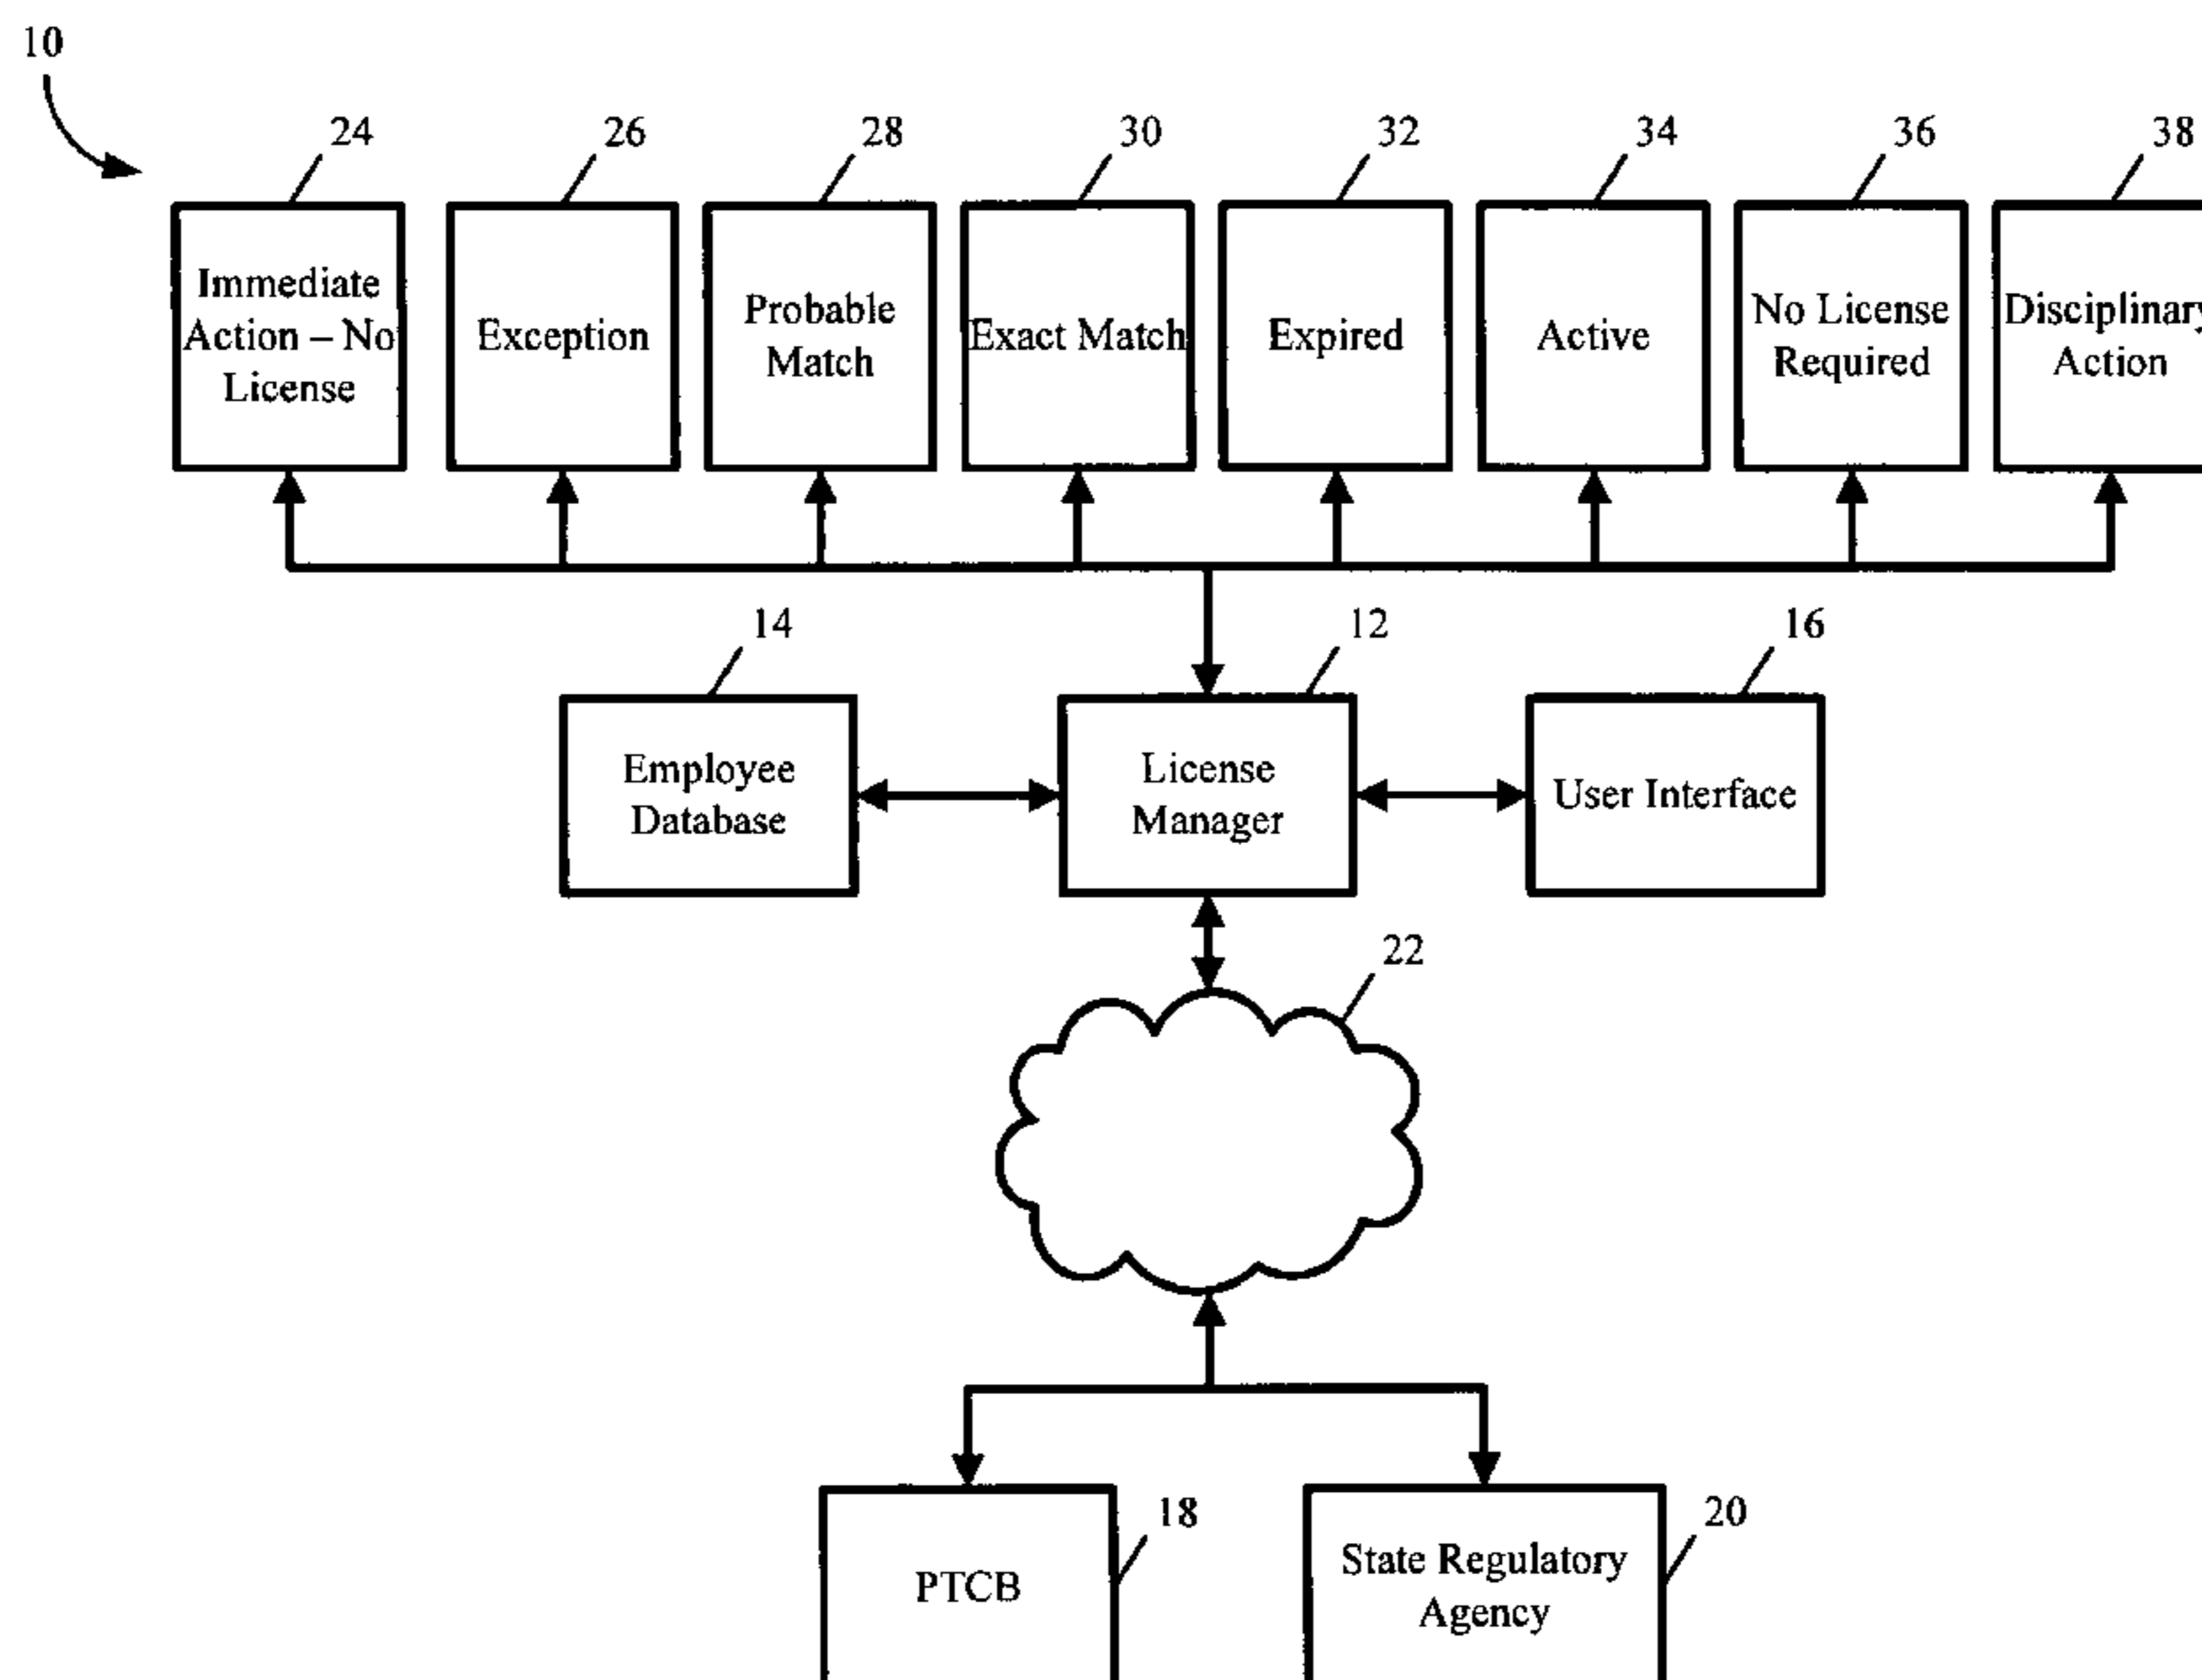 10
24
26
28
30
32
34
36
38
Immediate
Action – No
License
Exception
Probable
Match
Exact Match
Expired
Active
No License
Required
Disciplinary
Action
14
12
16
Employee
Database
License
Manager
User Interface
22
18
20
PTCB
State Regulatory
Agency